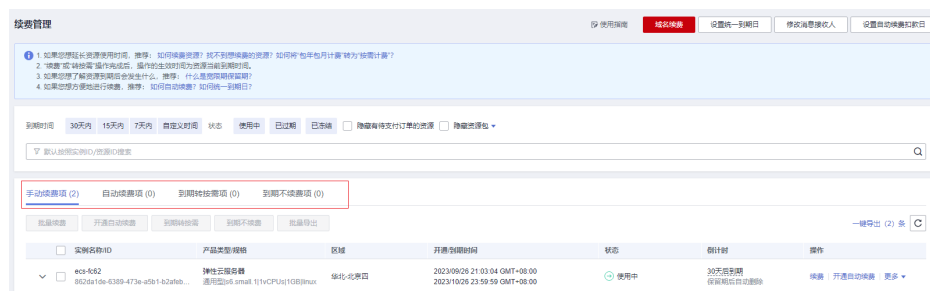 续费管理
使用指南 域名续费 设置统一到期日 修改消息接收人 设置自动续费扣款日
1. 如果您想延长资源使用时间，推荐： 如何续费资源？找不到想续费的资源？如何将“包年包月计费”转为“按需计费”？
2. “续费”或“转按需”操作完成后，操作的生效时间为资源当前到期时间。
3. 如果您想了解资源到期后会发生什么，推荐： 什么是宽限期保留期？
4. 如果您想方便地进行续费，推荐： 如何自动续费？如何统一到期日？
到期时间 30天内 15天内 7天内 自定义时间 状态 使用中 已过期 已冻结 隐藏有待支付订单的资源 隐藏资源包
默认按照实例ID/资源ID搜索
手动续费项 (2) 自动续费项 (0) 到期转按需项 (0) 到期不续费项 (0)
批量续费 开通自动续费 到期转按需 到期不续费 批量导出 一键导出（2）条
实例名称/ID 产品类型/规格 区域 开通/到期时间 状态 倒计时 操作
ecs-fc62 弹性云服务器 华北-北京四 2023/09/26 21:03:04 GMT+08:00 使用中 30天后到期 续费 开通自动续费 更多
862da1de-6389-473e-a5b1-b2afeb... 通用型|s6.small.1|1vCPUs|1GB|linux 2023/10/26 23:59:59 GMT+08:00 保留期后自动删除